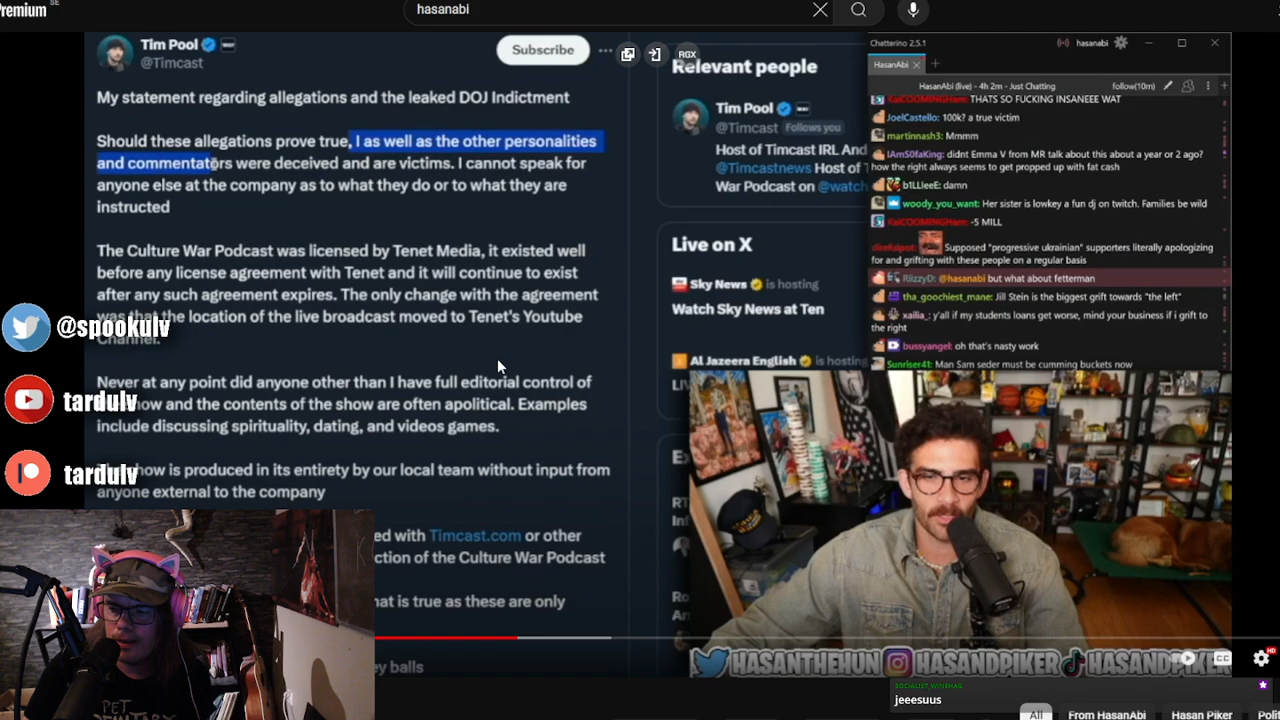 Premium
SE
hasanabi
Tim Pool
@Timcast
Subscribe
RGX
My statement regarding allegations and the leaked DOJ Indictment
Should these allegations prove true, I as well as the other personalities
and commentators were deceived and are victims. I cannot speak for
anyone else at the company as to what they do or to what they are
instructed
The Culture War Podcast was licensed by Tenet Media, it existed well
before any license agreement with Tenet and it will continue to exist
after any such agreement expires. The only change with the agreement
was that the location of the live broadcast moved to Tenet's Youtube
Channel.
Never at any point did anyone other than I have full editorial control of
how and the contents of the show are often apolitical. Examples
include discussing spirituality, dating, and videos games.
how is produced in its entirety by our local team without input from
anyone external to the company
ed with Timcast.com or other
ction of the Culture War Podcast
hat is true as these are only
ey balls
Relevant people
Tim Pool
@Timcast Follows you
Host of Timcast IRL And
@Timcastnews Host of
War Podcast on @watch
Live on X
Sky News is hosting
Watch Sky News at Ten
Al Jazeera English is hosting
Chatterino 2.5.1
hasanabi
HasanAbi
HasanAbi (live) - 4h 2m - Just Chatting
follow(10m)
KaiCOOMINGHam: THATS SO FUCKING INSANEEE WAT
JoelCastello: 100k? a true victim
martinnash3: Mmmm
IAmS0faKing: didnt Emma V from MR talk about this about a year or 2 ago?
how the right always seems to get propped up with fat cash
b1LLIeeE: damn
woody_you_want: Her sister is lowkey a fun dj on twitch. Families be wild
KaiCOOMINGHam: -5 MILL
direfulpot: Supposed "progressive ukrainian" supporters literally apologizing
for and grifting with these people on a regular basis
RiizzyD: @hasanabi but what about fetterman
tha_goochiest_mane: Jill Stein is the biggest grift towards "the left"
xailia_: y'all if my students loans get worse, mind your business if i grift to
the right
bussyangel: oh that's nasty work
Sunriser41: Man Sam seder must be cumming buckets now
@spookulv
tardulv
tardulv
HASANTHEHUN
HASANDPIKER
HASANDPIKER
CC
HD
SOCIALIST_WINEHAG
jeeesuus
All
From HasanAbi
Hasan Piker